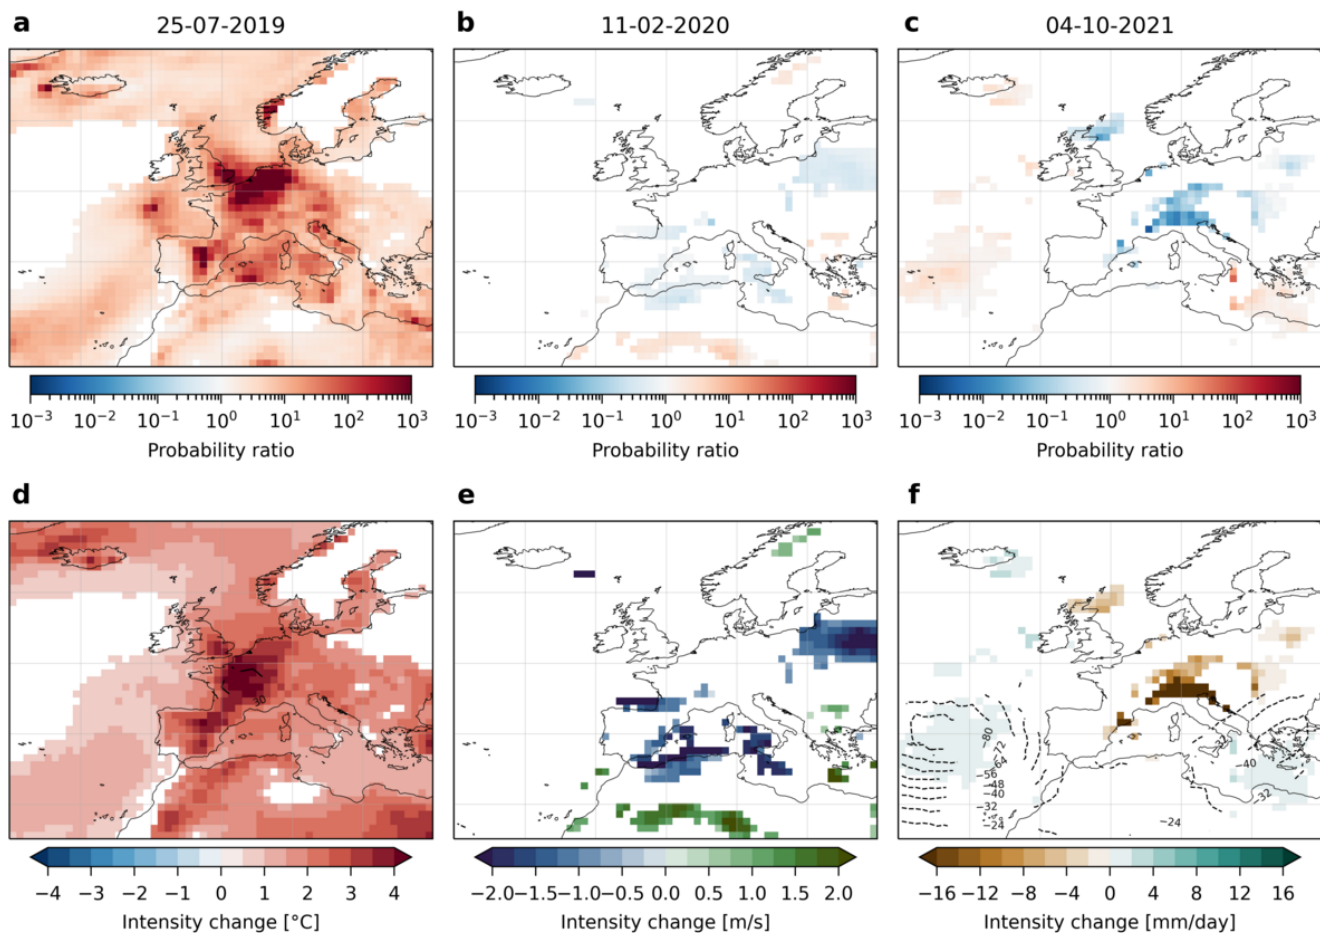 a 25-07-2019
b 11-02-2020
c 04-10-2021
10⁻³ 10⁻² 10⁻¹ 10⁰ 10¹ 10² 10³
Probability ratio
10⁻³ 10⁻² 10⁻¹ 10⁰ 10¹ 10² 10³
Probability ratio
10⁻³ 10⁻² 10⁻¹ 10⁰ 10¹ 10² 10³
Probability ratio
d
e
f
30
−80
−72
−64
−56
−48
−40
−32
−24
−40
−32
−24
−4 −3 −2 −1 0 1 2 3 4
Intensity change [°C]
−2.0 −1.5 −1.0 −0.5 0.0 0.5 1.0 1.5 2.0
Intensity change [m/s]
−16 −12 −8 −4 0 4 8 12 16
Intensity change [mm/day]